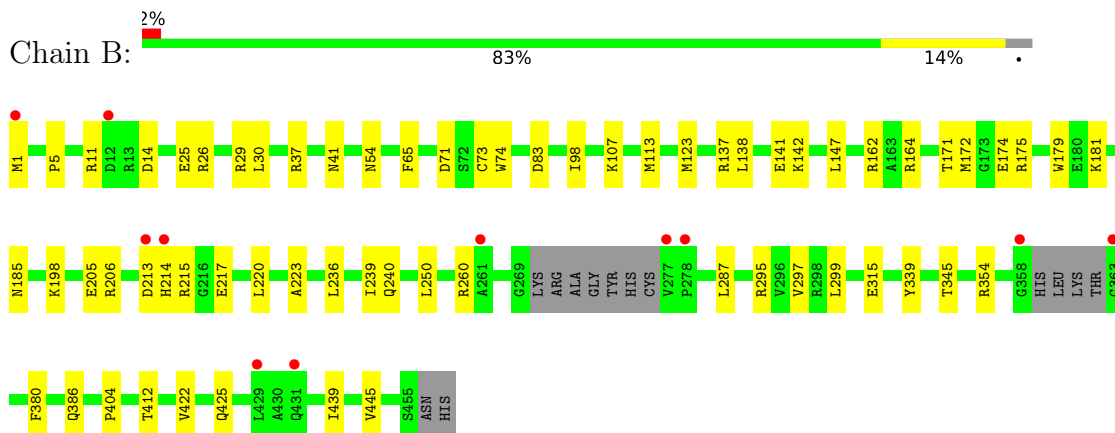 2%
Chain B:
83% 14% •
M1 P5 R11 D12 R13 D14 E25 R26 R29 L30 R37 N41 N54 F65 D71 S72 C73 W74 D83 I98 K107 M113 M123 R137 L138 E141 K142 L147 R162 A163 R164 T171 M172 G173 E174 R175 W179 E180 K181
N185 K198 E205 R206 D213 H214 R215 G216 E217 L220 A223 L236 I239 Q240 L250 R260 A261 G269 LYS ARG ALA GLY TYR HIS CYS V277 P278 L287 R295 V296 V297 R298 L299 E315 Y339 T345 R354 G358 HIS LEU LYS THR G363
F380 Q386 P404 T412 V422 Q425 L429 A430 Q431 I439 V445 S455 ASN HIS